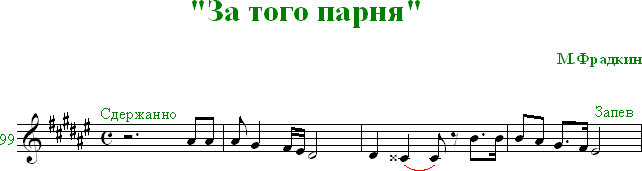 "За того парня"
М.Фрадкин
Сдержанно
Запев
99